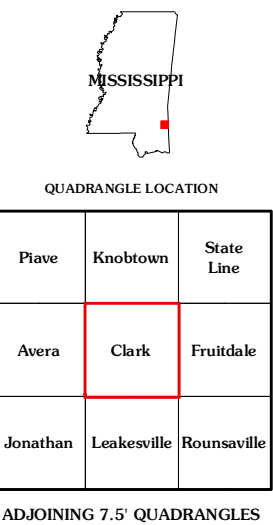 MISSISSIPPI
QUADRANGLE LOCATION
Piave
Knobtown
State
Line
Avera
Clark
Fruitdale
Jonathan
Leakesville
Rounsaville
ADJOINING 7.5' QUADRANGLES